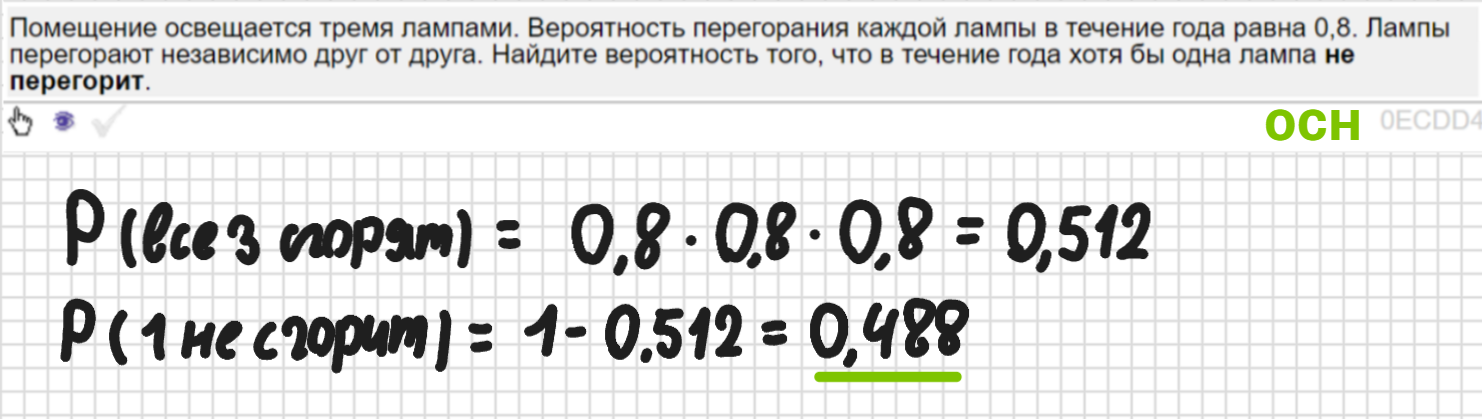 Помещение освещается тремя лампами. Вероятность перегорания каждой лампы в течение года равна 0,8. Лампы
перегорают независимо друг от друга. Найдите вероятность того, что в течение года хотя бы одна лампа не
перегорит.
ОСН 0ECDD4
P (все 3 сгорят) = 0,8 · 0,8 · 0,8 = 0,512
P (1 не сгорит) = 1 - 0.512 = 0,488